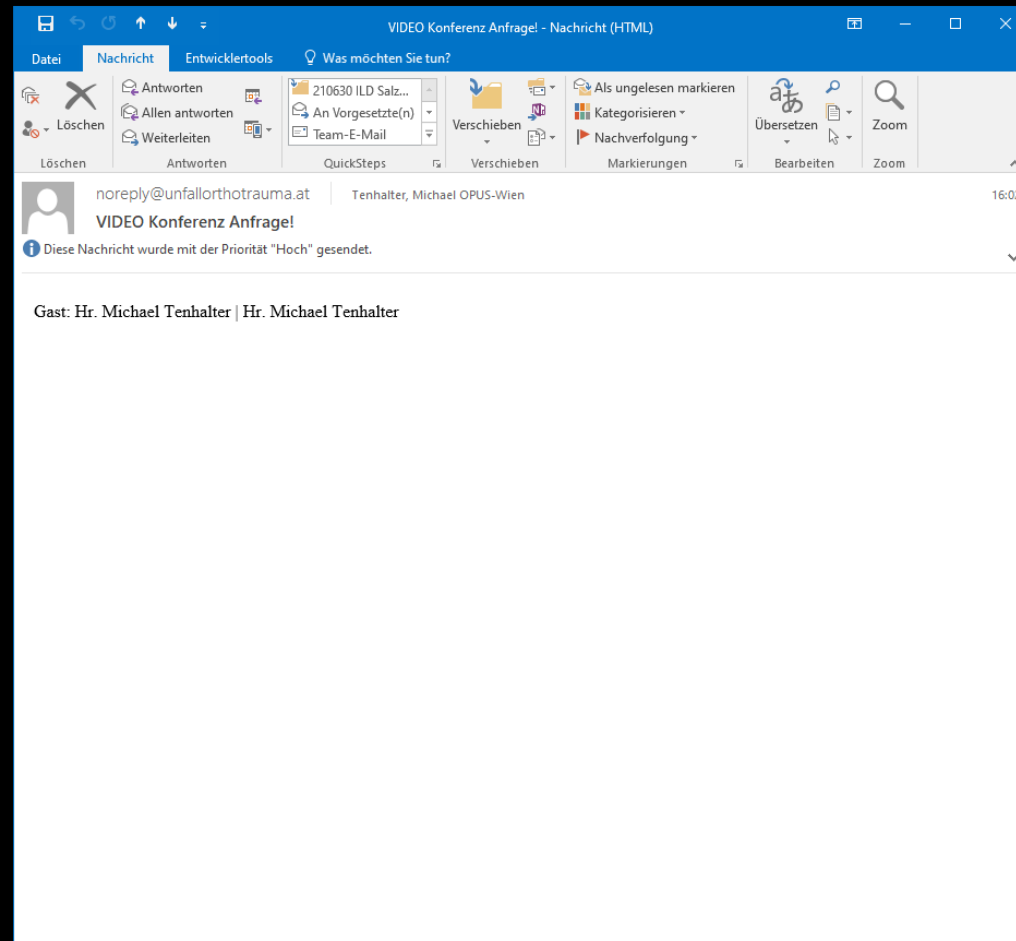 VIDEO Konferenz Anfrage! - Nachricht (HTML)
Datei Nachricht Entwicklertools Was möchten Sie tun?
Löschen
Antworten
Allen antworten
Weiterleiten
210630 ILD Salz...
An Vorgesetzte(n)
Team-E-Mail
Verschieben
Als ungelesen markieren
Kategorisieren
Nachverfolgung
Übersetzen
Zoom
Löschen Antworten QuickSteps Verschieben Markierungen Bearbeiten Zoom
noreply@unfallorthotrauma.at Tenhalter, Michael OPUS-Wien
VIDEO Konferenz Anfrage!
Diese Nachricht wurde mit der Priorität "Hoch" gesendet.
Gast: Hr. Michael Tenhalter | Hr. Michael Tenhalter